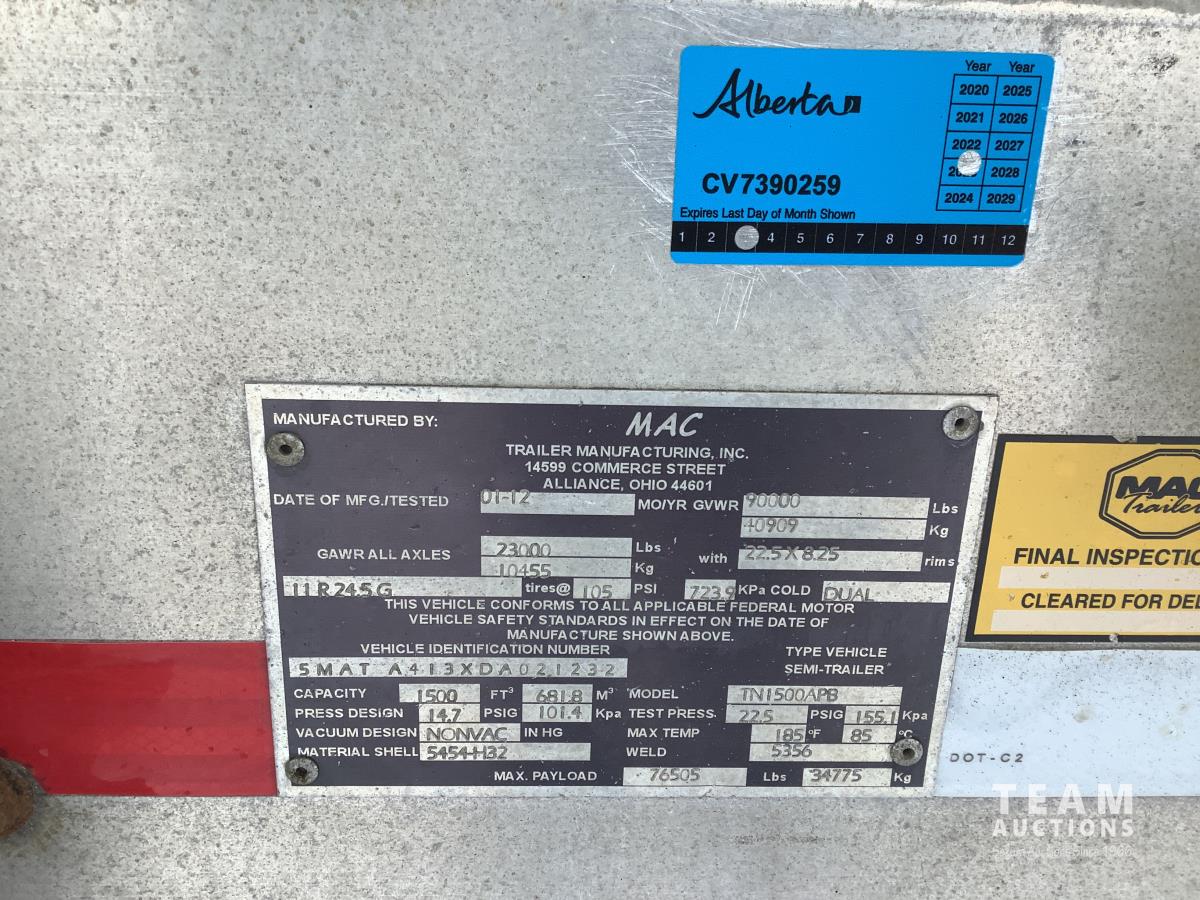 Alberta
Year Year
2020 2025
2021 2026
2022 2027
2028
2024 2029
CV7390259
Expires Last Day of Month Shown
1 2 4 5 6 7 8 9 10 11 12
MANUFACTURED BY: MAC
TRAILER MANUFACTURING, INC.
14599 COMMERCE STREET
ALLIANCE, OHIO 44601
DATE OF MFG./TESTED 01-12 MO/YR GVWR 90000 Lbs
40909 Kg
GAWR ALL AXLES 23000 Lbs with 22.5 X 8.25 rims
10455 Kg
11 R 24.5 G tires@ 105 PSI 723.9 KPa COLD DUAL
THIS VEHICLE CONFORMS TO ALL APPLICABLE FEDERAL MOTOR
VEHICLE SAFETY STANDARDS IN EFFECT ON THE DATE OF
MANUFACTURE SHOWN ABOVE.
VEHICLE IDENTIFICATION NUMBER TYPE VEHICLE
5MAT A413XDA021232 SEMI-TRAILER
CAPACITY 1500 FT³ 681.8 M³ MODEL TN1500APB
PRESS DESIGN 14.7 PSIG 101.4 Kpa TEST PRESS. 22.5 PSIG 155.1 Kpa
VACUUM DESIGN NONVAC IN HG MAX TEMP 185 °F 85 °C
MATERIAL SHELL 5454-H32 WELD 5356
MAX. PAYLOAD 76505 Lbs 34775 Kg
MAC
Trailer
FINAL INSPECTIO
CLEARED FOR DEL
DOT-C2
TEAM
AUCTIONS